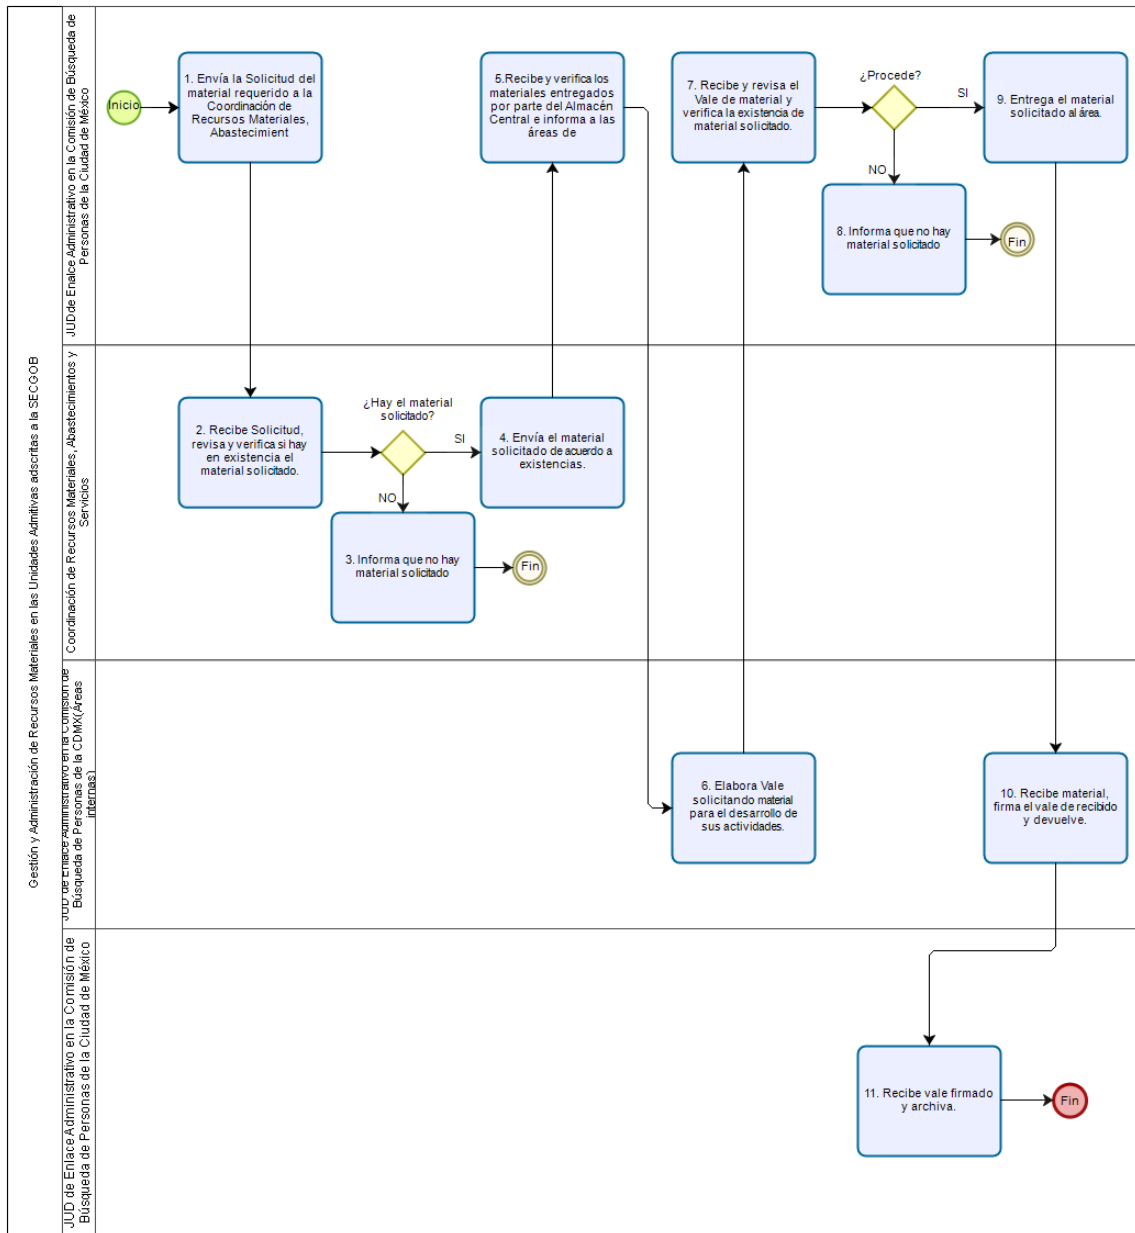 Gestión y Administración de Recursos Materiales en las Unidades Admitivas adscritas a la SECGOB
JUDde Enalce Administrativo en la Comisión de Búsqueda de
Personas de la Ciudad de México
Inicio
1. Envía la Solicitud del
material requerido a la
Coordinación de
Recursos Materiales,
Abastecimient
5.Recibe y verifica los
materiales entregados
por parte del Almacén
Central e informa a las
áreas de
7. Recibe y revisa el
Vale de material y
verifica la existencia de
material solicitado.
¿Procede?
SI
NO
9. Entrega el material
solicitado al área.
8. Informa que no hay
material solicitado
Fin
Coordinación de Recursos Materiales, Abastecimientos y
Servicios
2. Recibe Solicitud,
revisa y verifica si hay
en existencia el
material solicitado.
¿Hay el material
solicitado?
SI
NO
4. Envía el material
solicitado de acuerdo a
existencias.
3. Informa que no hay
material solicitado
Fin
JUD de Enlace Administrativo en la Comisión de
Búsqueda de Personas de la CDMX(Áreas
internas)
6. Elabora Vale
solicitando material
para el desarrollo de
sus actividades.
10. Recibe material,
firma el vale de recibido
y devuelve.
JUD de Enlace Administrativo en la Comisión de
Búsqueda de Personas de la Ciudad de México
11. Recibe vale firmado
y archiva.
Fin